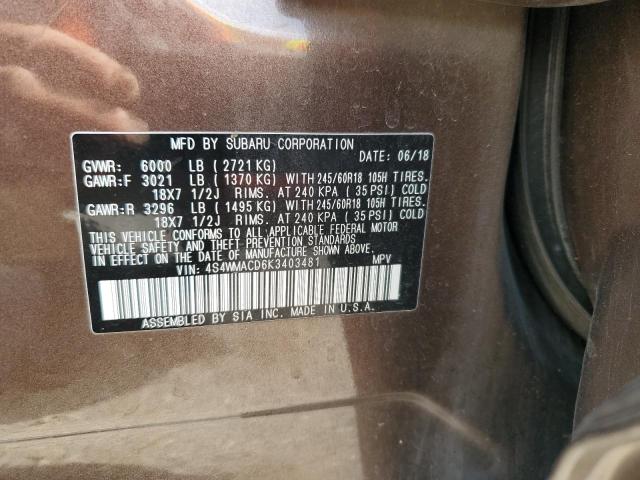 MFD BY SUBARU CORPORATION
GVWR: 6000 LB ( 2721 KG) DATE: 06/18
GAWR:F 3021 LB ( 1370 KG) WITH 245/60R18 105H TIRES.
18X7 1/2J RIMS. AT 240 KPA ( 35 PSI) COLD
GAWR:R 3296 LB ( 1495 KG) WITH 245/60R18 105H TIRES.
18X7 1/2J RIMS. AT 240 KPA ( 35 PSI) COLD
THIS VEHICLE CONFORMS TO ALL APPLICABLE FEDERAL MOTOR
VEHICLE SAFETY AND THEFT PREVENTION STANDARDS
IN EFFECT ON THE DATE OF MANUFACTURE SHOWN ABOVE.
VIN: 4S4WMACD6K3403481 MPV
ASSEMBLED BY SIA INC. MADE IN U.S.A.